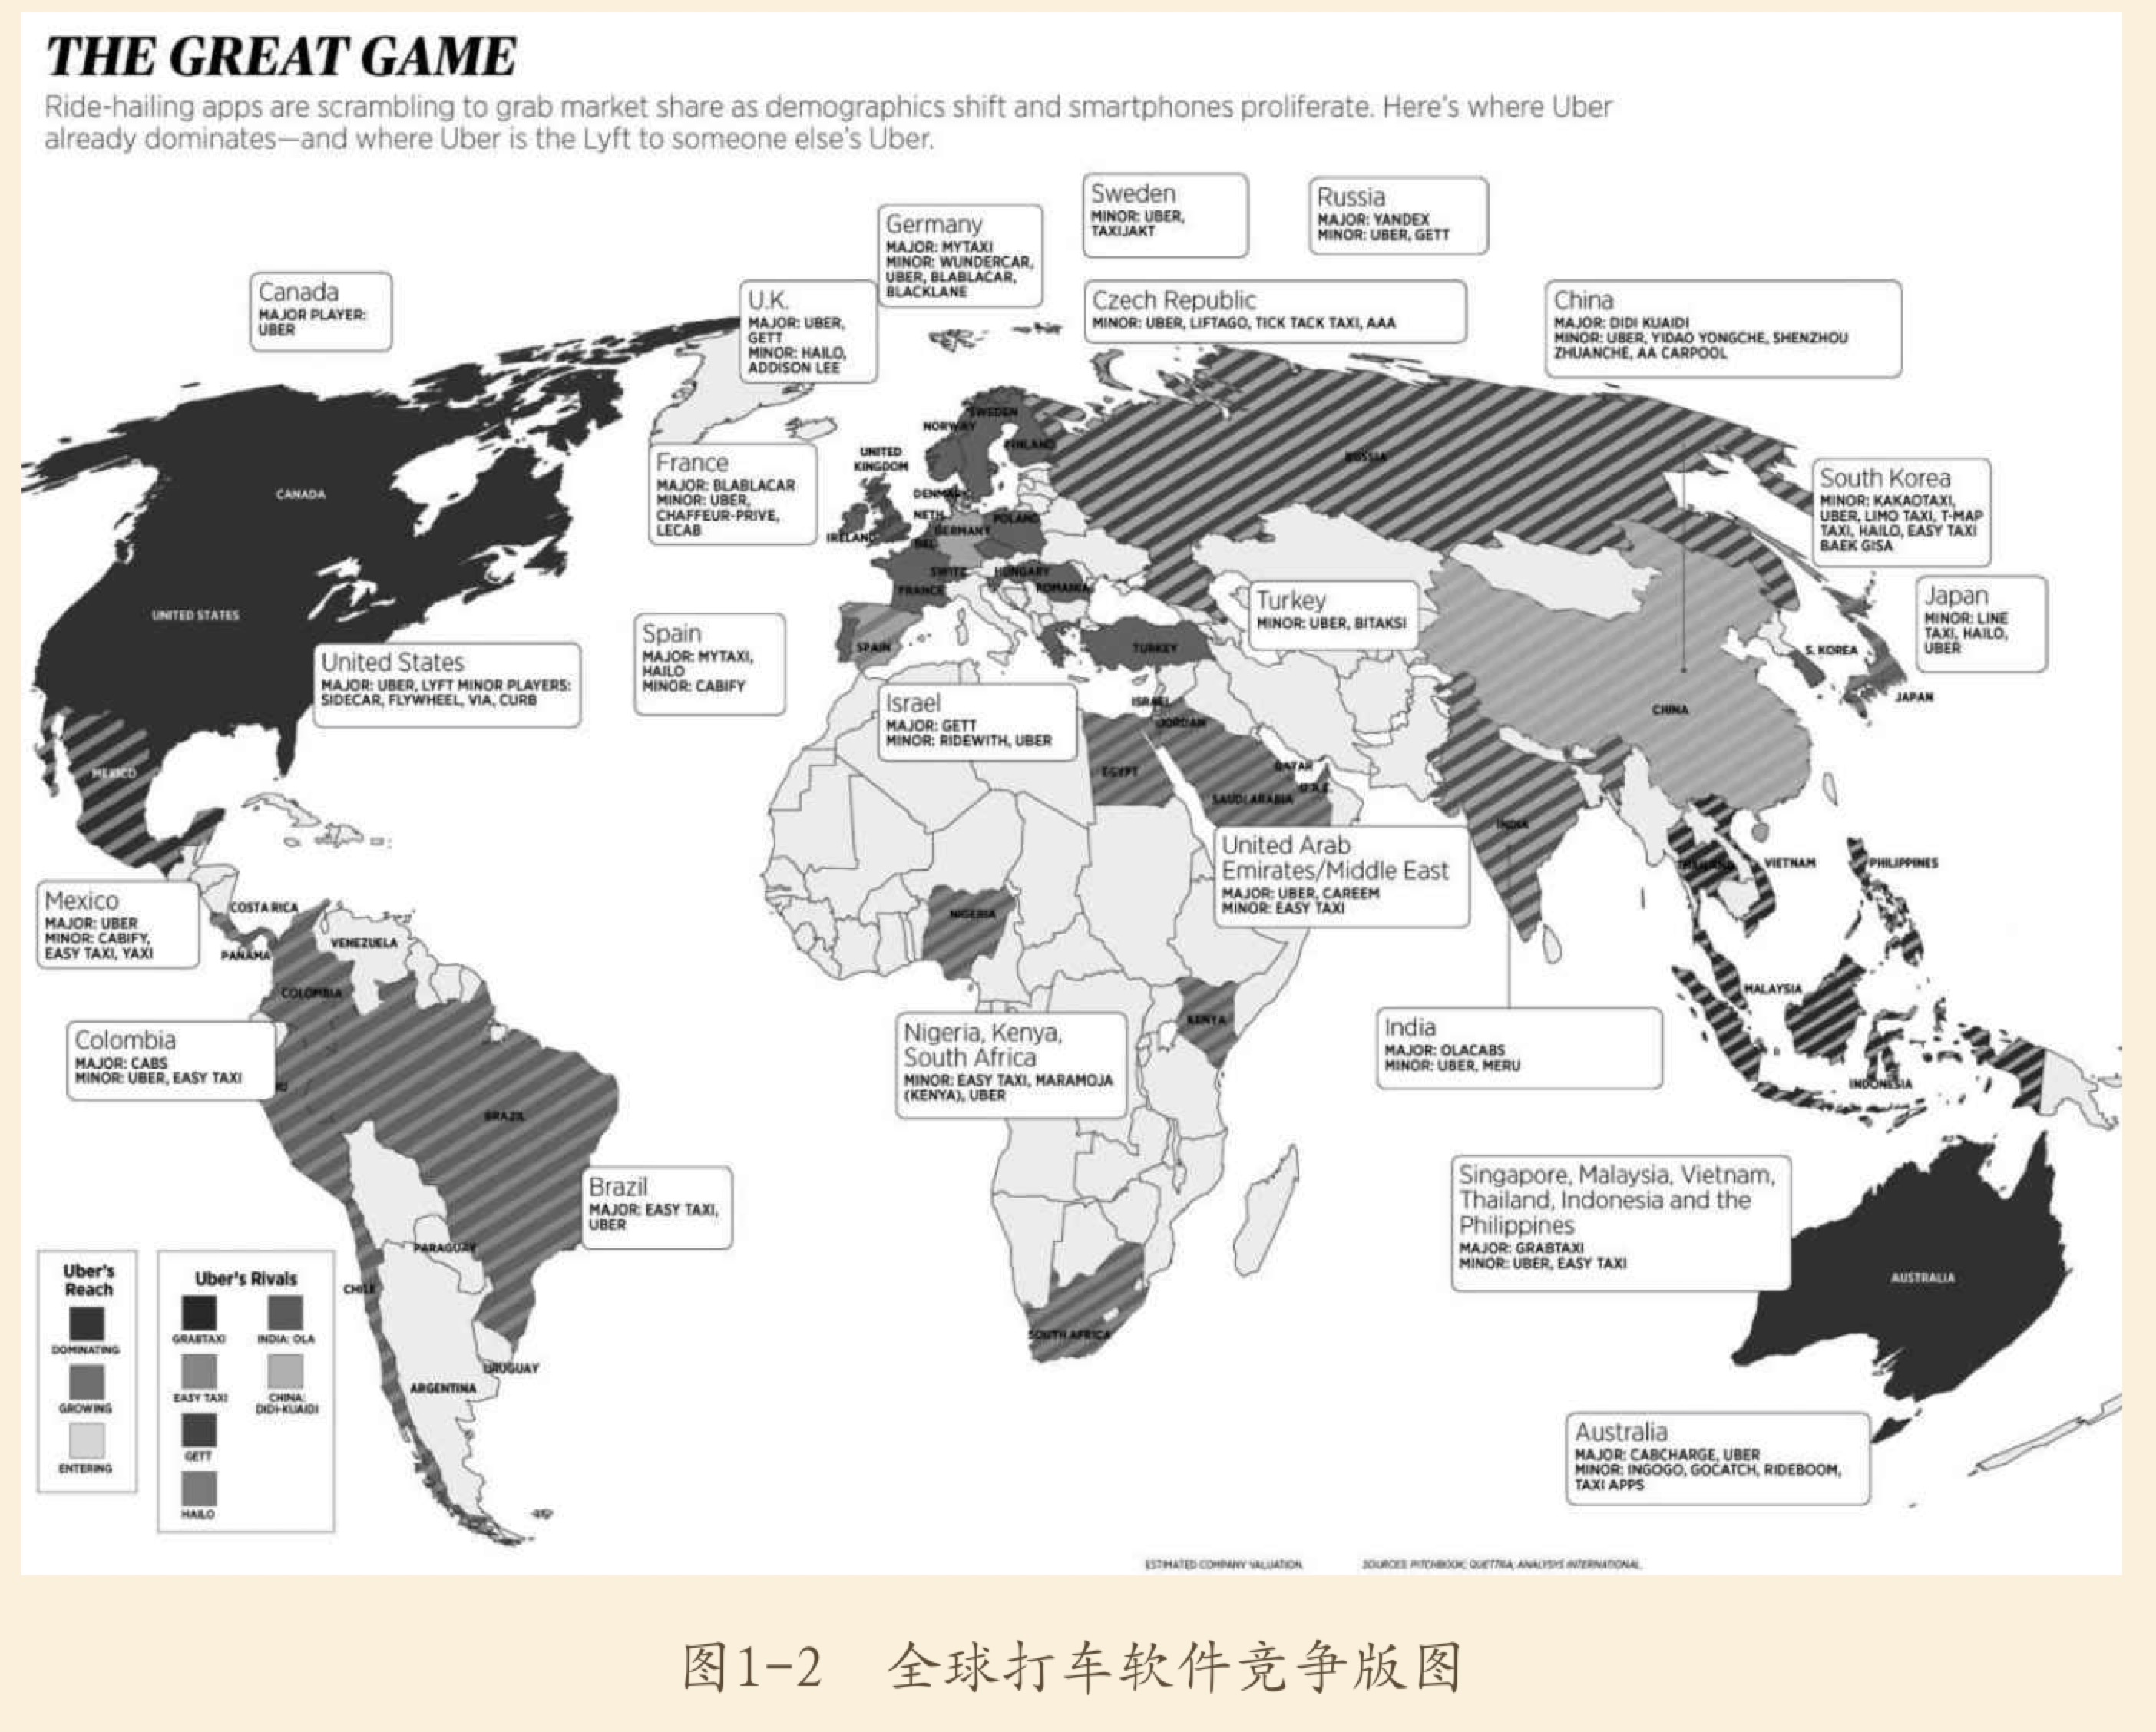 THE GREAT GAME
Ride-hailing apps are scrambling to grab market share as demographics shift and smartphones proliferate. Here's where Uber
already dominates—and where Uber is the Lyft to someone else's Uber.
Sweden
MINOR: UBER,
TAXIJAKT
Russia
MAJOR: YANDEX
MINOR: UBER, GETT
Germany
MAJOR: MYTAXI
MINOR: WUNDERCAR,
UBER, BLABLACAR,
BLACKLANE
Canada
MAJOR PLAYER:
UBER
U.K.
MAJOR: UBER,
GETT
MINOR: HAILO,
ADDISON LEE
Czech Republic
MINOR: UBER, LIFTAGO, TICK TACK TAXI, AAA
China
MAJOR: DIDI KUAIDI
MINOR: UBER, YIDAO YONGCHE, SHENZHOU
ZHUANCHE, AA CARPOOL
France
MAJOR: BLABLACAR
MINOR: UBER,
CHAFFEUR-PRIVE,
LECAB
South Korea
MINOR: KAKAOTAXI,
UBER, LIMO TAXI, T-MAP
TAXI, HAILO, EASY TAXI
BAEK GISA
Japan
MINOR: LINE
TAXI, HAILO,
UBER
Turkey
MINOR: UBER, BITAKSI
Spain
MAJOR: MYTAXI,
HAILO
MINOR: CABIFY
United States
MAJOR: UBER, LYFT MINOR PLAYERS:
SIDECAR, FLYWHEEL, VIA, CURB
Israel
MAJOR: GETT
MINOR: RIDEWITH, UBER
United Arab
Emirates/Middle East
MAJOR: UBER, CAREEM
MINOR: EASY TAXI
Mexico
MAJOR: UBER
MINOR: CABIFY,
EASY TAXI, YAXI
Colombia
MAJOR: CABS
MINOR: UBER, EASY TAXI
Nigeria, Kenya,
South Africa
MINOR: EASY TAXI, MARAMOJA
(KENYA), UBER
India
MAJOR: OLACABS
MINOR: UBER, MERU
Brazil
MAJOR: EASY TAXI,
UBER
Singapore, Malaysia, Vietnam,
Thailand, Indonesia and the
Philippines
MAJOR: GRABTAXI
MINOR: UBER, EASY TAXI
Australia
MAJOR: CABCHARGE, UBER
MINOR: INGOGO, GOCATCH, RIDEBOOM,
TAXI APPS
CANADA
UNITED STATES
MEXICO
COSTA RICA
PANAMA
VENEZUELA
COLOMBIA
BRAZIL
PARAGUAY
CHILE
URUGUAY
ARGENTINA
SWEDEN
NORWAY
FINLAND
UNITED
KINGDOM
DENMARK
NETH.
IRELAND
BEL.
GERMANY
POLAND
SWITZ.
HUNGARY
FRANCE
ROMANIA
SPAIN
TURKEY
RUSSIA
ISRAEL
JORDAN
EGYPT
QATAR
U.A.E.
SAUDI ARABIA
NIGERIA
KENYA
SOUTH AFRICA
INDIA
CHINA
S. KOREA
JAPAN
THAILAND
VIETNAM
PHILIPPINES
MALAYSIA
INDONESIA
AUSTRALIA
Uber's
Reach
DOMINATING
GROWING
ENTERING
Uber's Rivals
GRABTAXI
INDIA: OLA
EASY TAXI
CHINA:
DIDI-KUAIDI
GETT
HAILO
ESTIMATED COMPANY VALUATION.
SOURCES: PITCHBOOK; QUETTRA; ANALYSYS INTERNATIONAL.
图1-2 全球打车软件竞争版图